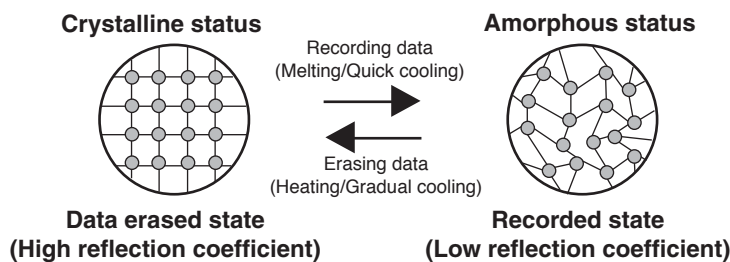 Crystalline status
Amorphous status
Recording data
(Melting/Quick cooling)
Erasing data
(Heating/Gradual cooling)
Data erased state
(High reflection coefficient)
Recorded state
(Low reflection coefficient)